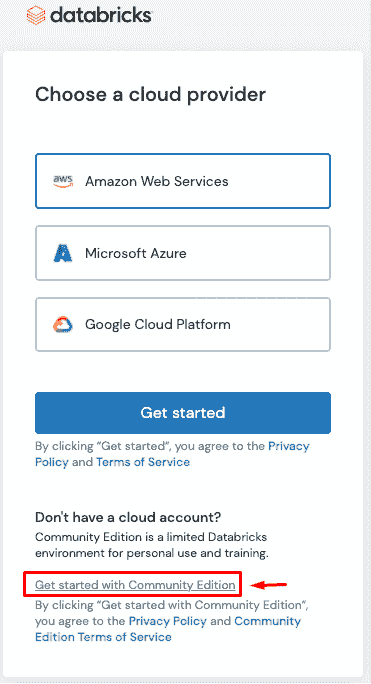 databricks
Choose a cloud provider
aws Amazon Web Services
Microsoft Azure
Google Cloud Platform
Get started
By clicking “Get started”, you agree to the Privacy
Policy and Terms of Service
Don't have a cloud account?
Community Edition is a limited Databricks
environment for personal use and training.
Get started with Community Edition
By clicking “Get started with Community Edition”,
you agree to the Privacy Policy and Community
Edition Terms of Service